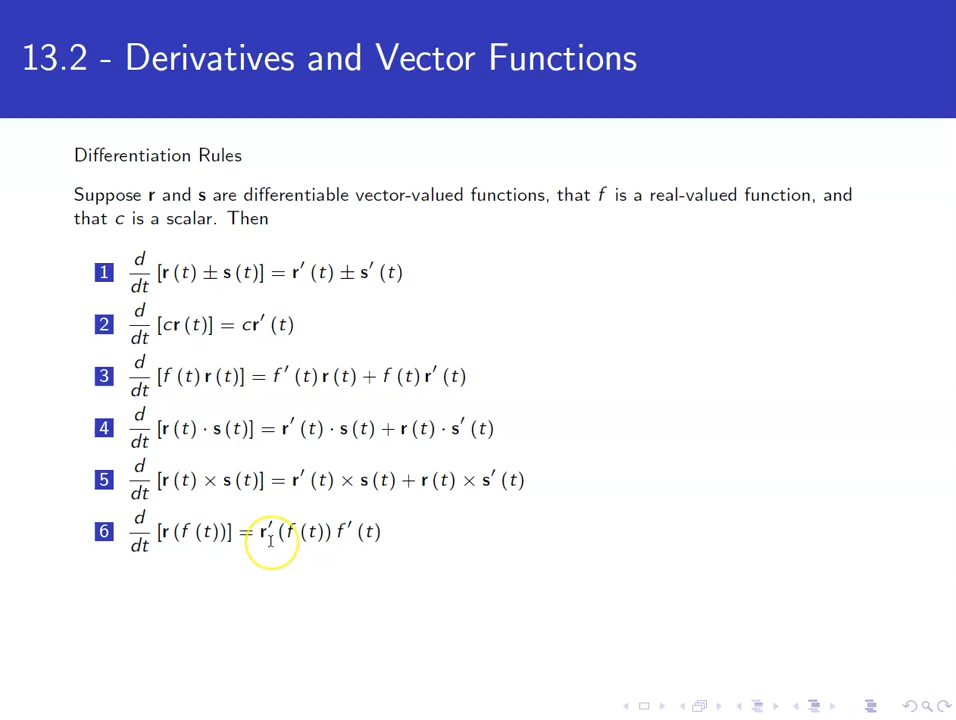 13.2 - Derivatives and Vector Functions
Differentiation Rules
Suppose r and s are differentiable vector-valued functions, that f is a real-valued function, and
that c is a scalar. Then
1 d/dt [r (t) ± s (t)] = r′ (t) ± s′ (t)
2 d/dt [cr (t)] = cr′ (t)
3 d/dt [f (t) r (t)] = f ′ (t) r (t) + f (t) r′ (t)
4 d/dt [r (t) · s (t)] = r′ (t) · s (t) + r (t) · s′ (t)
5 d/dt [r (t) × s (t)] = r′ (t) × s (t) + r (t) × s′ (t)
6 d/dt [r (f (t))] = r′ (f (t)) f ′ (t)